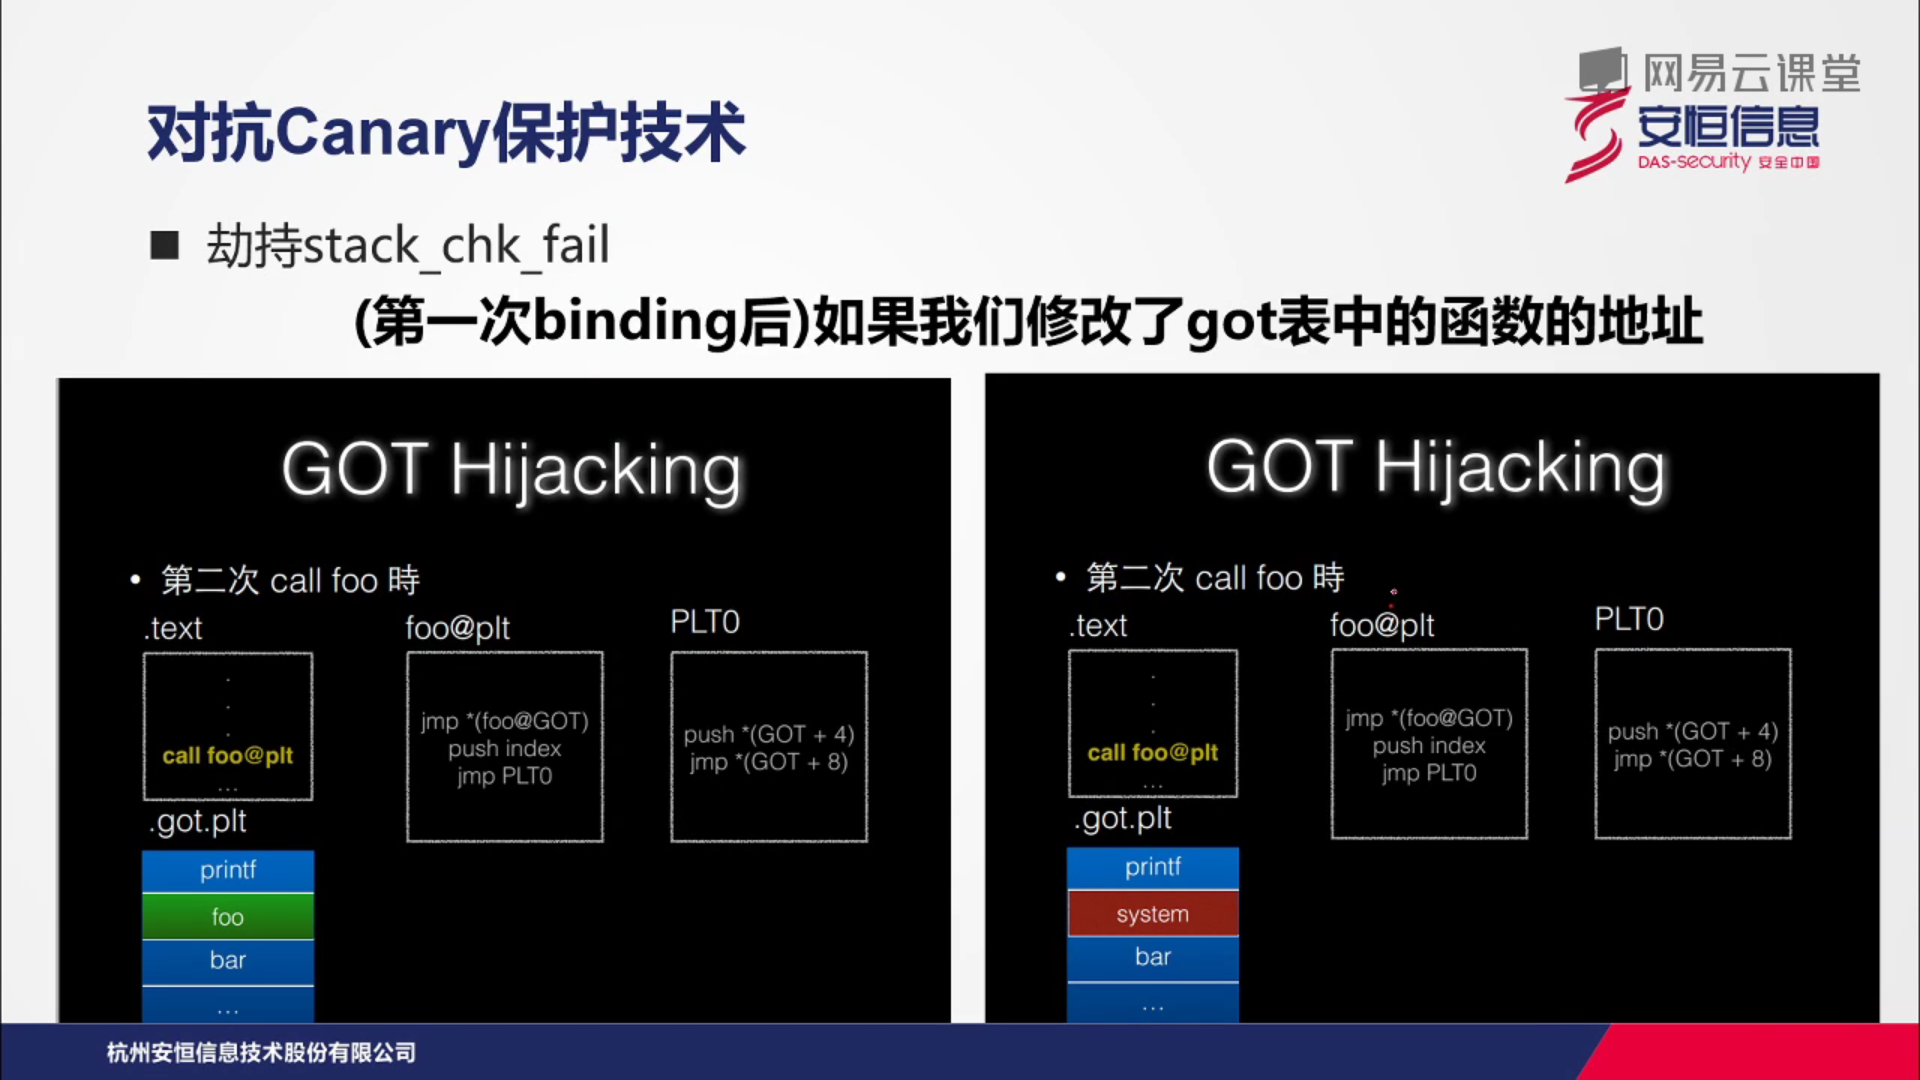 网易云课堂
安恒信息
DAS-security 安全中国
对抗Canary保护技术
■ 劫持stack_chk_fail
(第一次binding后)如果我们修改了got表中的函数的地址
GOT Hijacking
• 第二次 call foo 時
.text
foo@plt
PLT0
.
.
.
call foo@plt
...
jmp *(foo@GOT)
push index
jmp PLT0
push *(GOT + 4)
jmp *(GOT + 8)
.got.plt
printf
foo
bar
...
GOT Hijacking
• 第二次 call foo 時
.text
foo@plt
PLT0
.
.
.
call foo@plt
...
jmp *(foo@GOT)
push index
jmp PLT0
push *(GOT + 4)
jmp *(GOT + 8)
.got.plt
printf
system
bar
...
杭州安恒信息技术股份有限公司